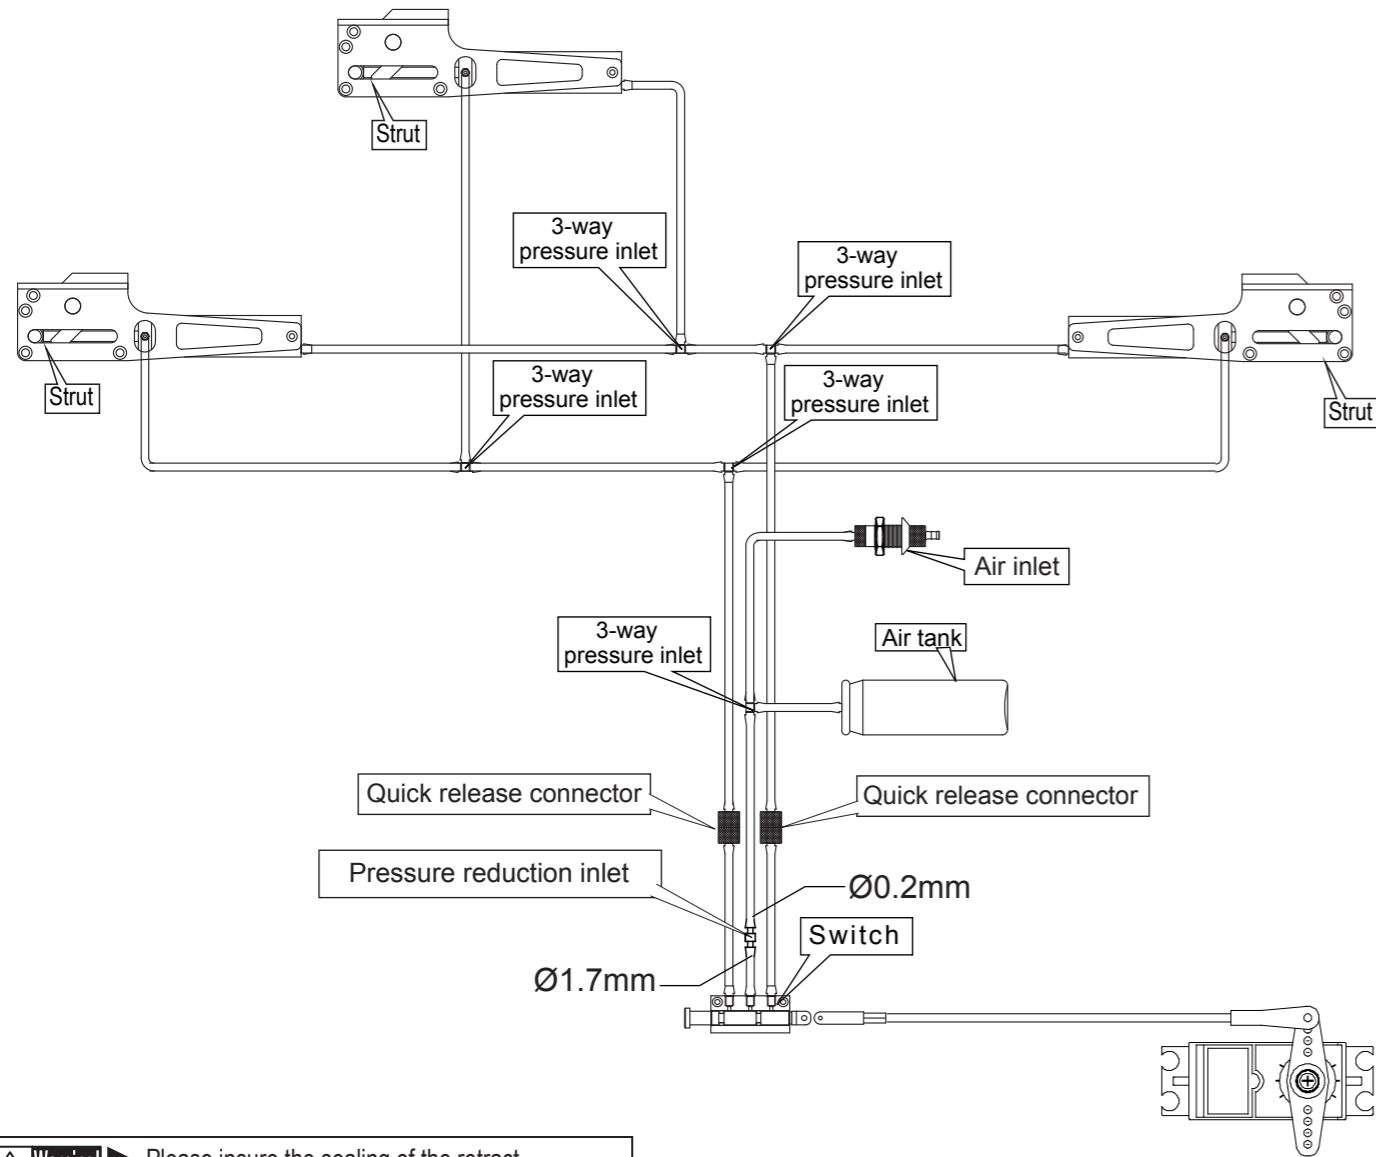 Strut
3-way
pressure inlet
3-way
pressure inlet
Strut
3-way
pressure inlet
3-way
pressure inlet
Strut
Air inlet
3-way
pressure inlet
Air tank
Quick release connector
Quick release connector
Pressure reduction inlet
Ø0.2mm
Switch
Ø1.7mm
Please insure the sealing of the retract